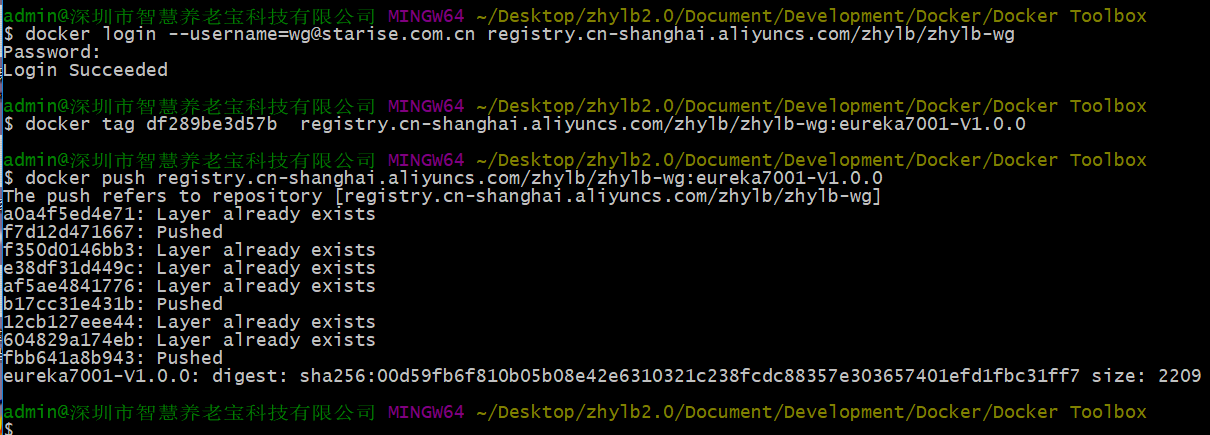 admin@深圳市智慧养老宝科技有限公司 MINGW64 ~/Desktop/zhylb2.0/Document/Development/Docker/Docker Toolbox
$ docker login --username=wg@starise.com.cn registry.cn-shanghai.aliyuncs.com/zhylb/zhylb-wg
Password:
Login Succeeded
admin@深圳市智慧养老宝科技有限公司 MINGW64 ~/Desktop/zhylb2.0/Document/Development/Docker/Docker Toolbox
$ docker tag df289be3d57b  registry.cn-shanghai.aliyuncs.com/zhylb/zhylb-wg:eureka7001-V1.0.0
admin@深圳市智慧养老宝科技有限公司 MINGW64 ~/Desktop/zhylb2.0/Document/Development/Docker/Docker Toolbox
$ docker push registry.cn-shanghai.aliyuncs.com/zhylb/zhylb-wg:eureka7001-V1.0.0
The push refers to repository [registry.cn-shanghai.aliyuncs.com/zhylb/zhylb-wg]
a0a4f5ed4e71: Layer already exists
f7d12d471667: Pushed
f350d0146bb3: Layer already exists
e38df31d449c: Layer already exists
af5ae4841776: Layer already exists
b17cc31e431b: Pushed
12cb127eee44: Layer already exists
604829a174eb: Layer already exists
fbb641a8b943: Pushed
eureka7001-V1.0.0: digest: sha256:00d59fb6f810b05b08e42e6310321c238fcdc88357e303657401efd1fbc31ff7 size: 2209
admin@深圳市智慧养老宝科技有限公司 MINGW64 ~/Desktop/zhylb2.0/Document/Development/Docker/Docker Toolbox
$